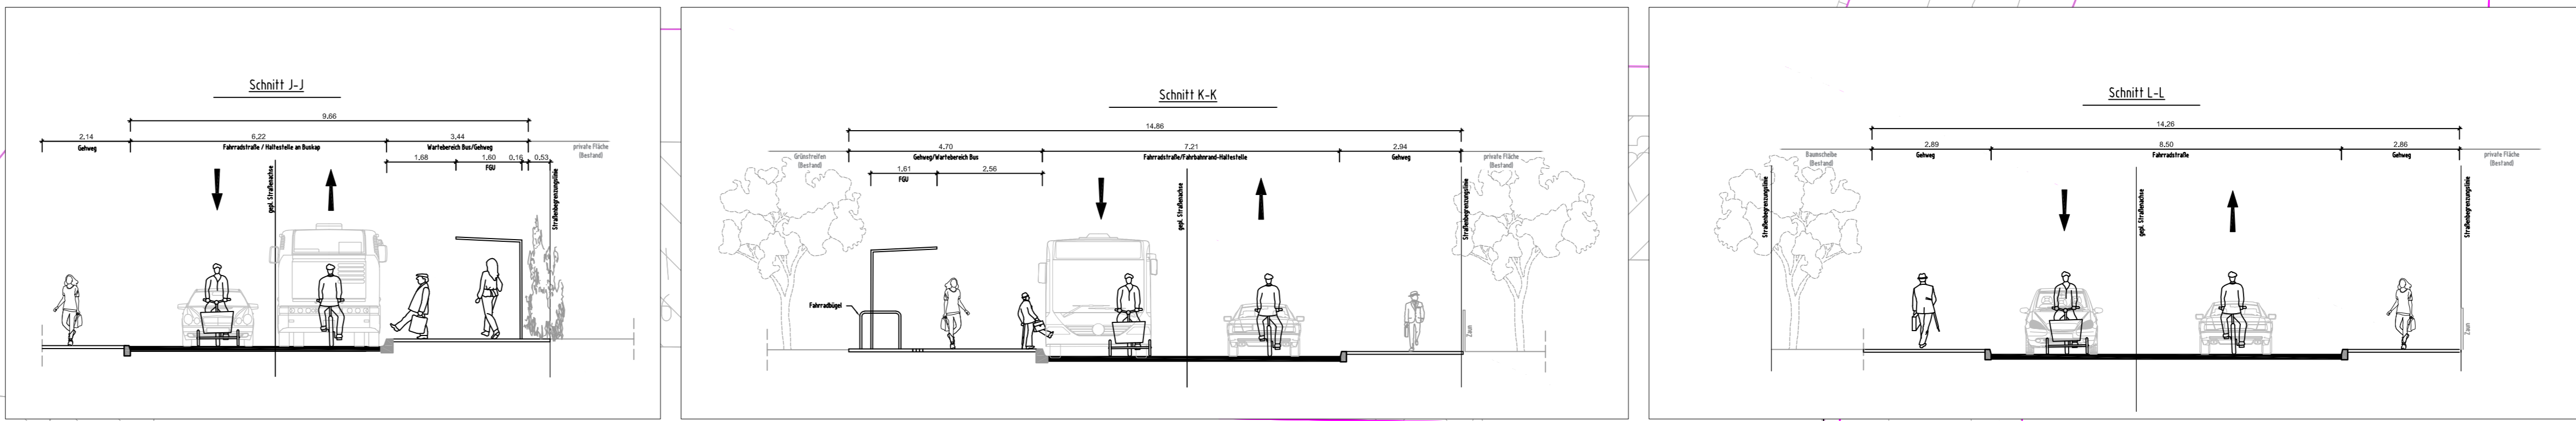 Schnitt J-J
9.66
2,14
6,22
3,44
Gehweg
Fahrradstraße / Haltestelle an Buskap
Wartebereich Bus/Gehweg
private Fläche
(Bestand)
1,68
1,60
0,16
0,53
FGU
gepl. Straßenachse
Straßenbegrenzungslinie
Schnitt K-K
14.86
4.70
7.21
2.94
Grünstreifen
(Bestand)
Gehweg/Wartebereich Bus
Fahrradstraße/Fahrbahnrand-Haltestelle
Gehweg
private Fläche
(Bestand)
1,61
2,56
FGU
gepl. Straßenachse
Straßenbegrenzungslinie
Fahrradbügel
Zaun
Schnitt L-L
14,26
2.89
8.50
2.86
Baumscheibe
(Bestand)
Gehweg
Fahrradstraße
Gehweg
private Fläche
(Bestand)
Straßenbegrenzungslinie
gepl. Straßenachse
Straßenbegrenzungslinie
Zaun